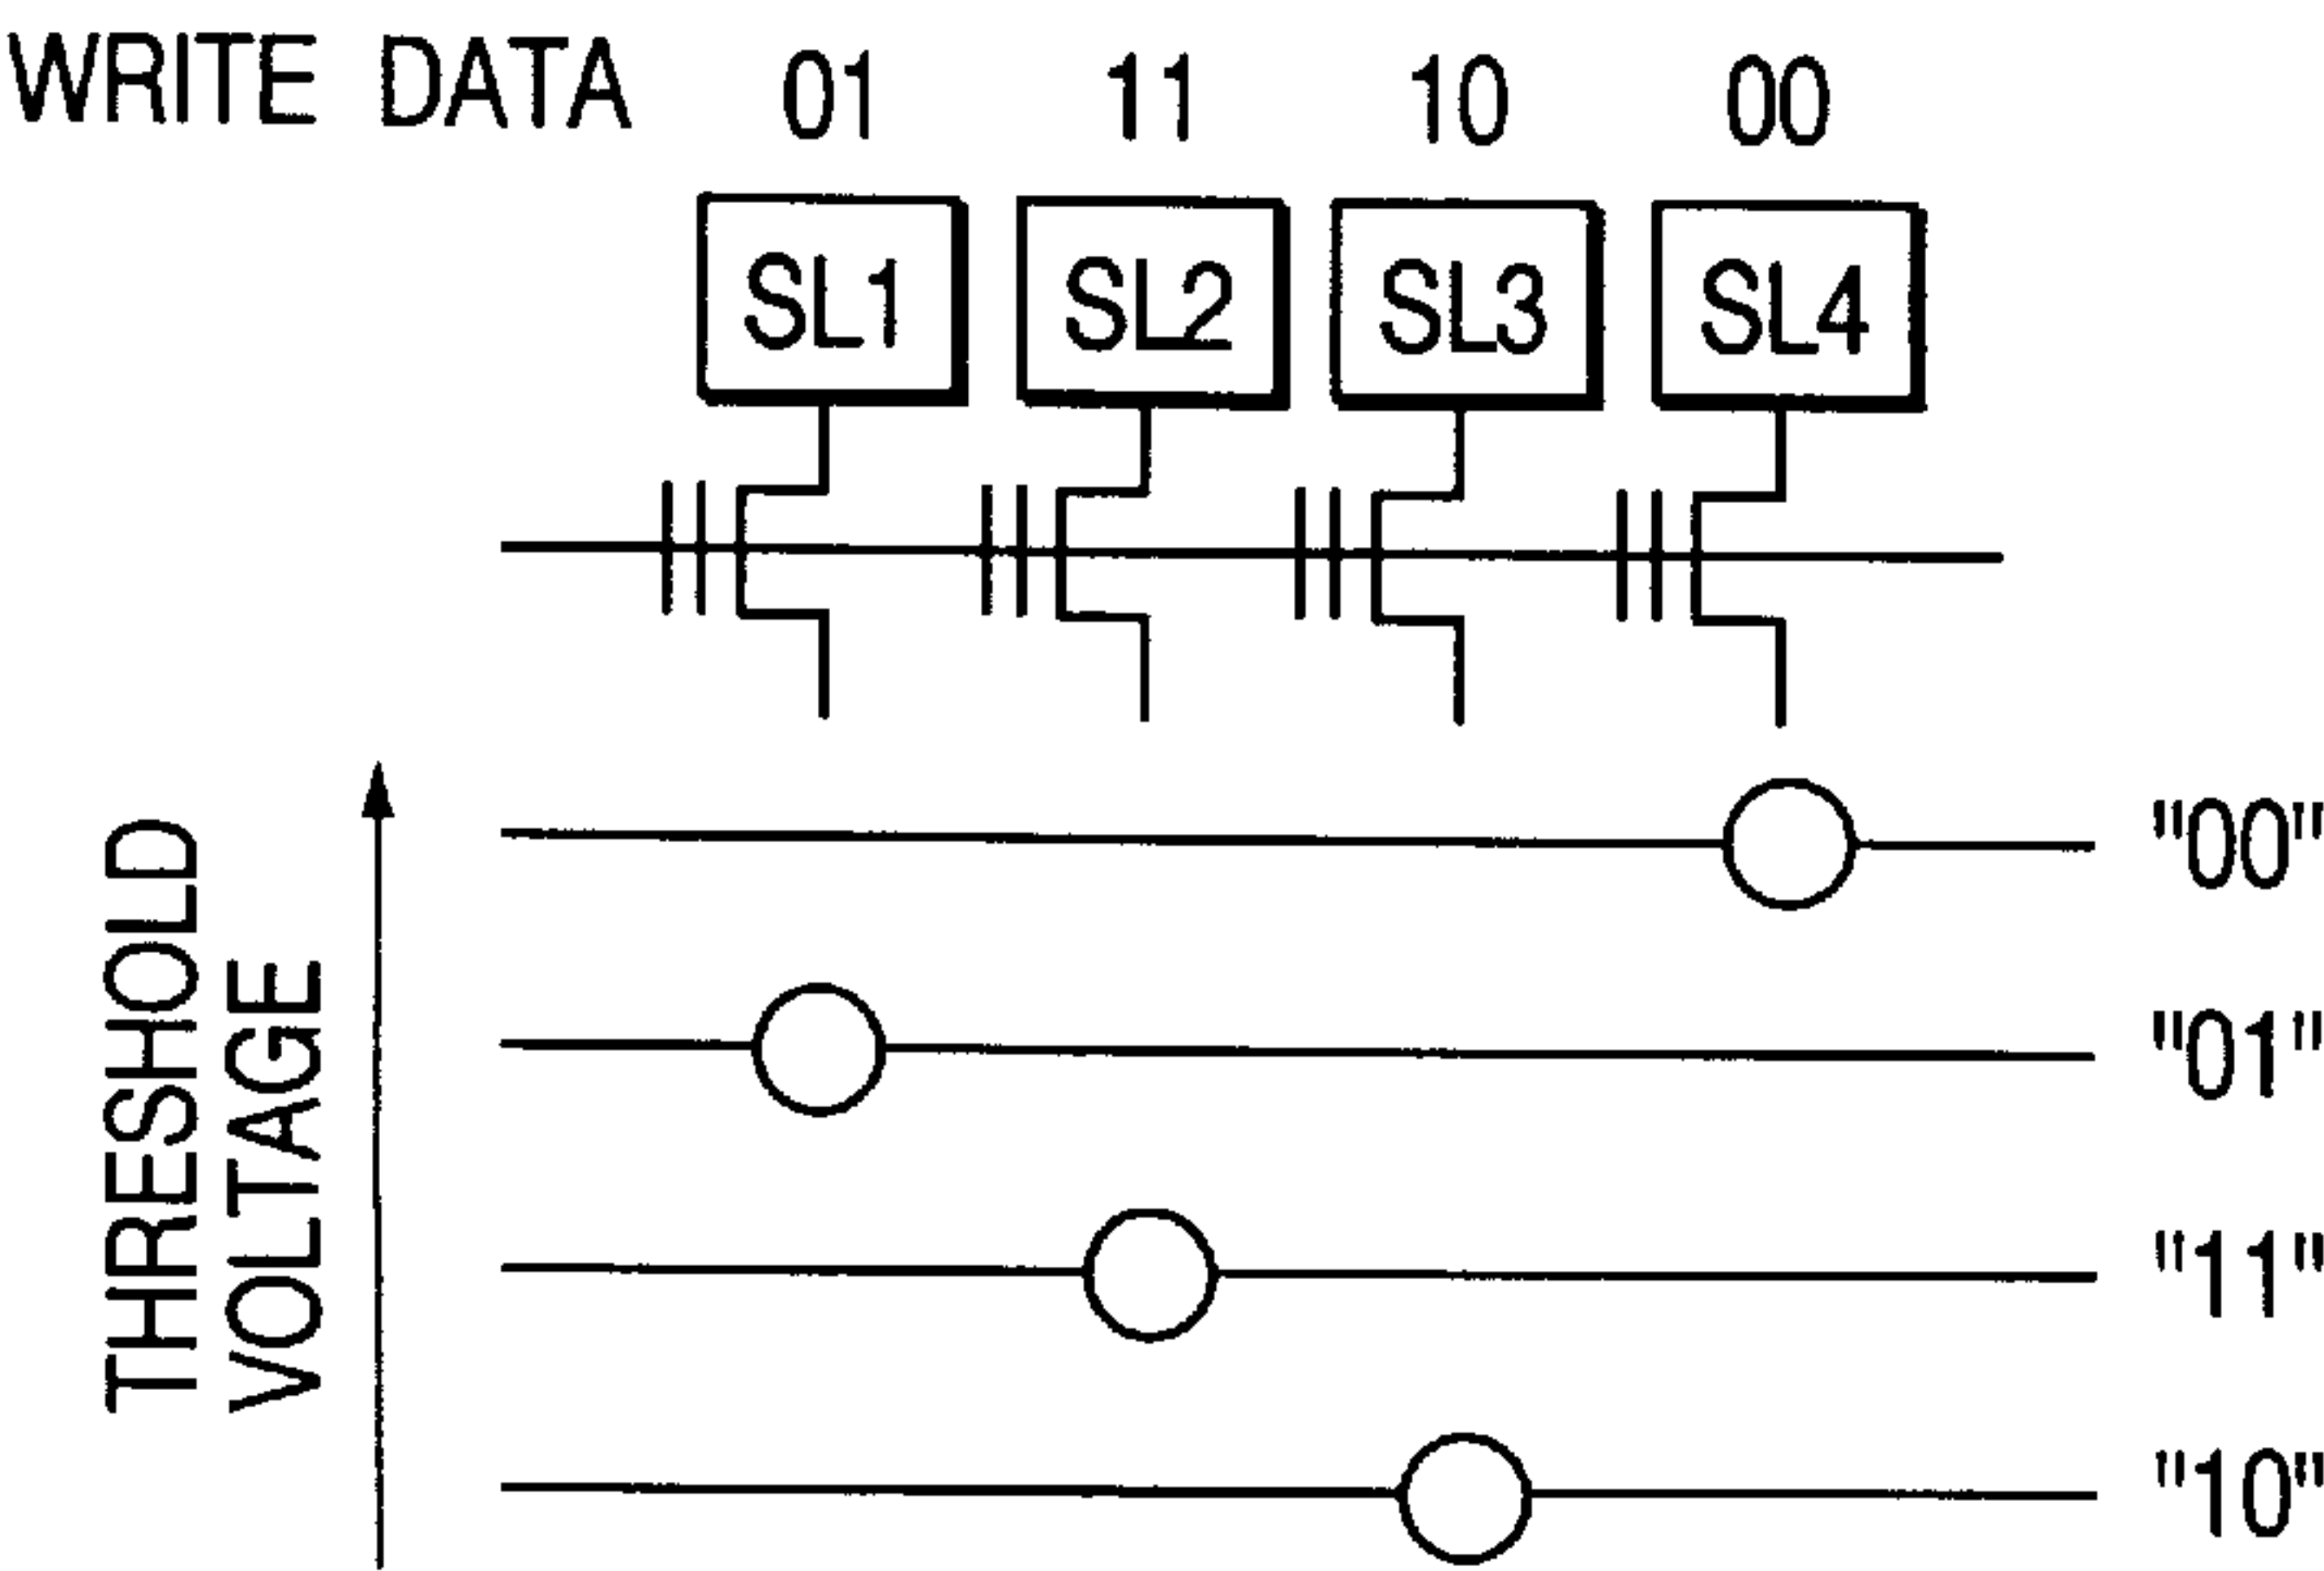 WRITE DATA 01 11 10 00
SL1 SL2 SL3 SL4
THRESHOLD
VOLTAGE
"00"
"01"
"11"
"10"